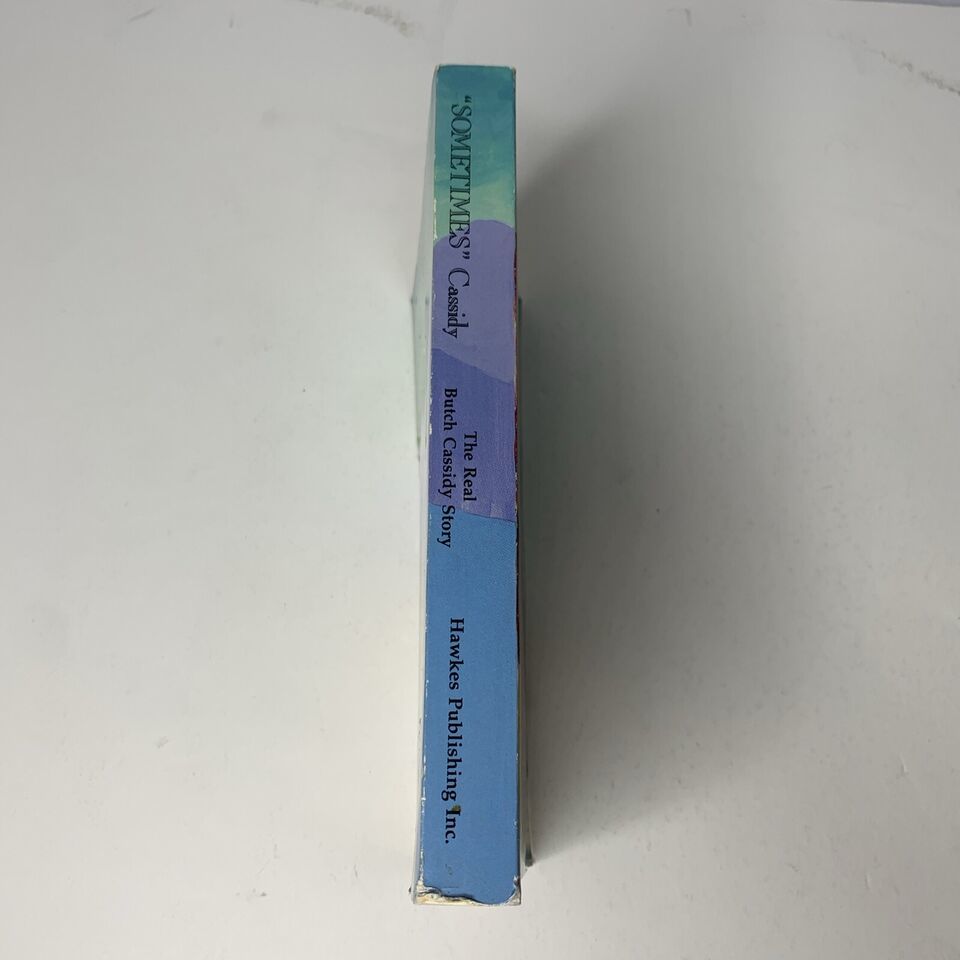 "SOMETIMES" Cassidy
The Real
Butch Cassidy Story
Hawkes Publishing Inc.